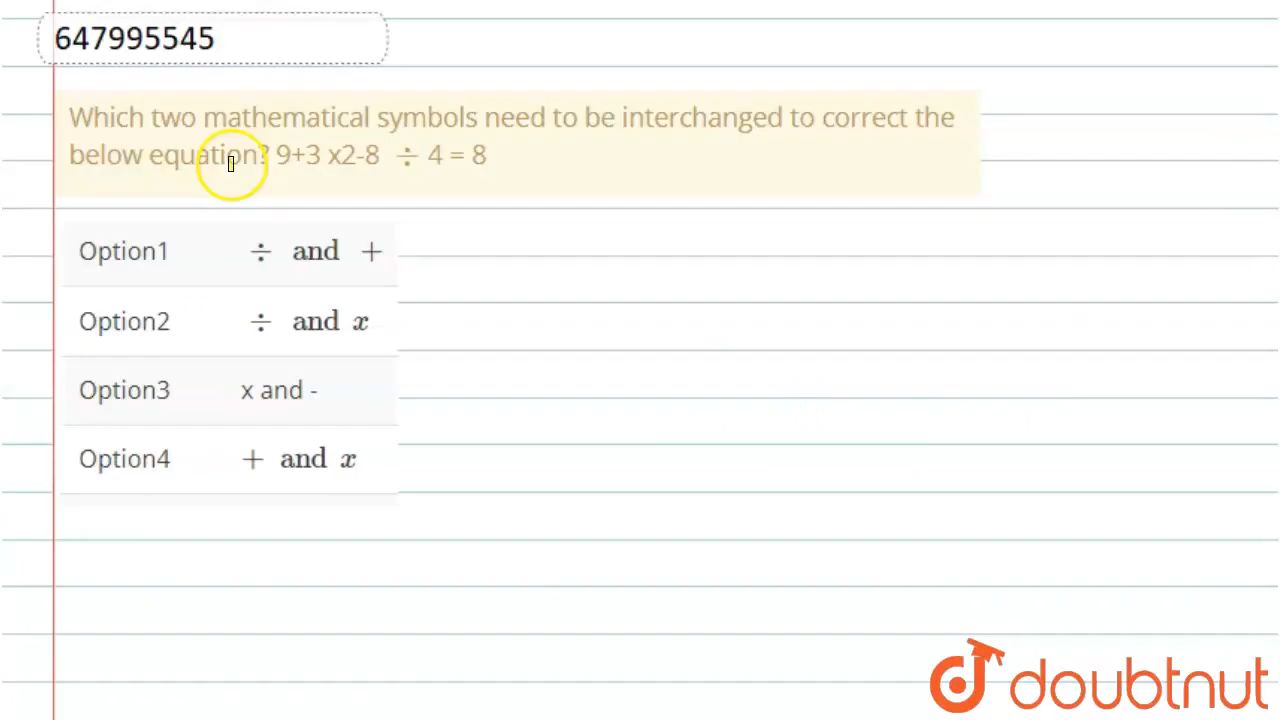 647995545
Which two mathematical symbols need to be interchanged to correct the
below equation? 9+3 x2-8 ÷ 4 = 8
Option1 ÷ and +
Option2 ÷ and x
Option3 x and -
Option4 + and x
doubtnut